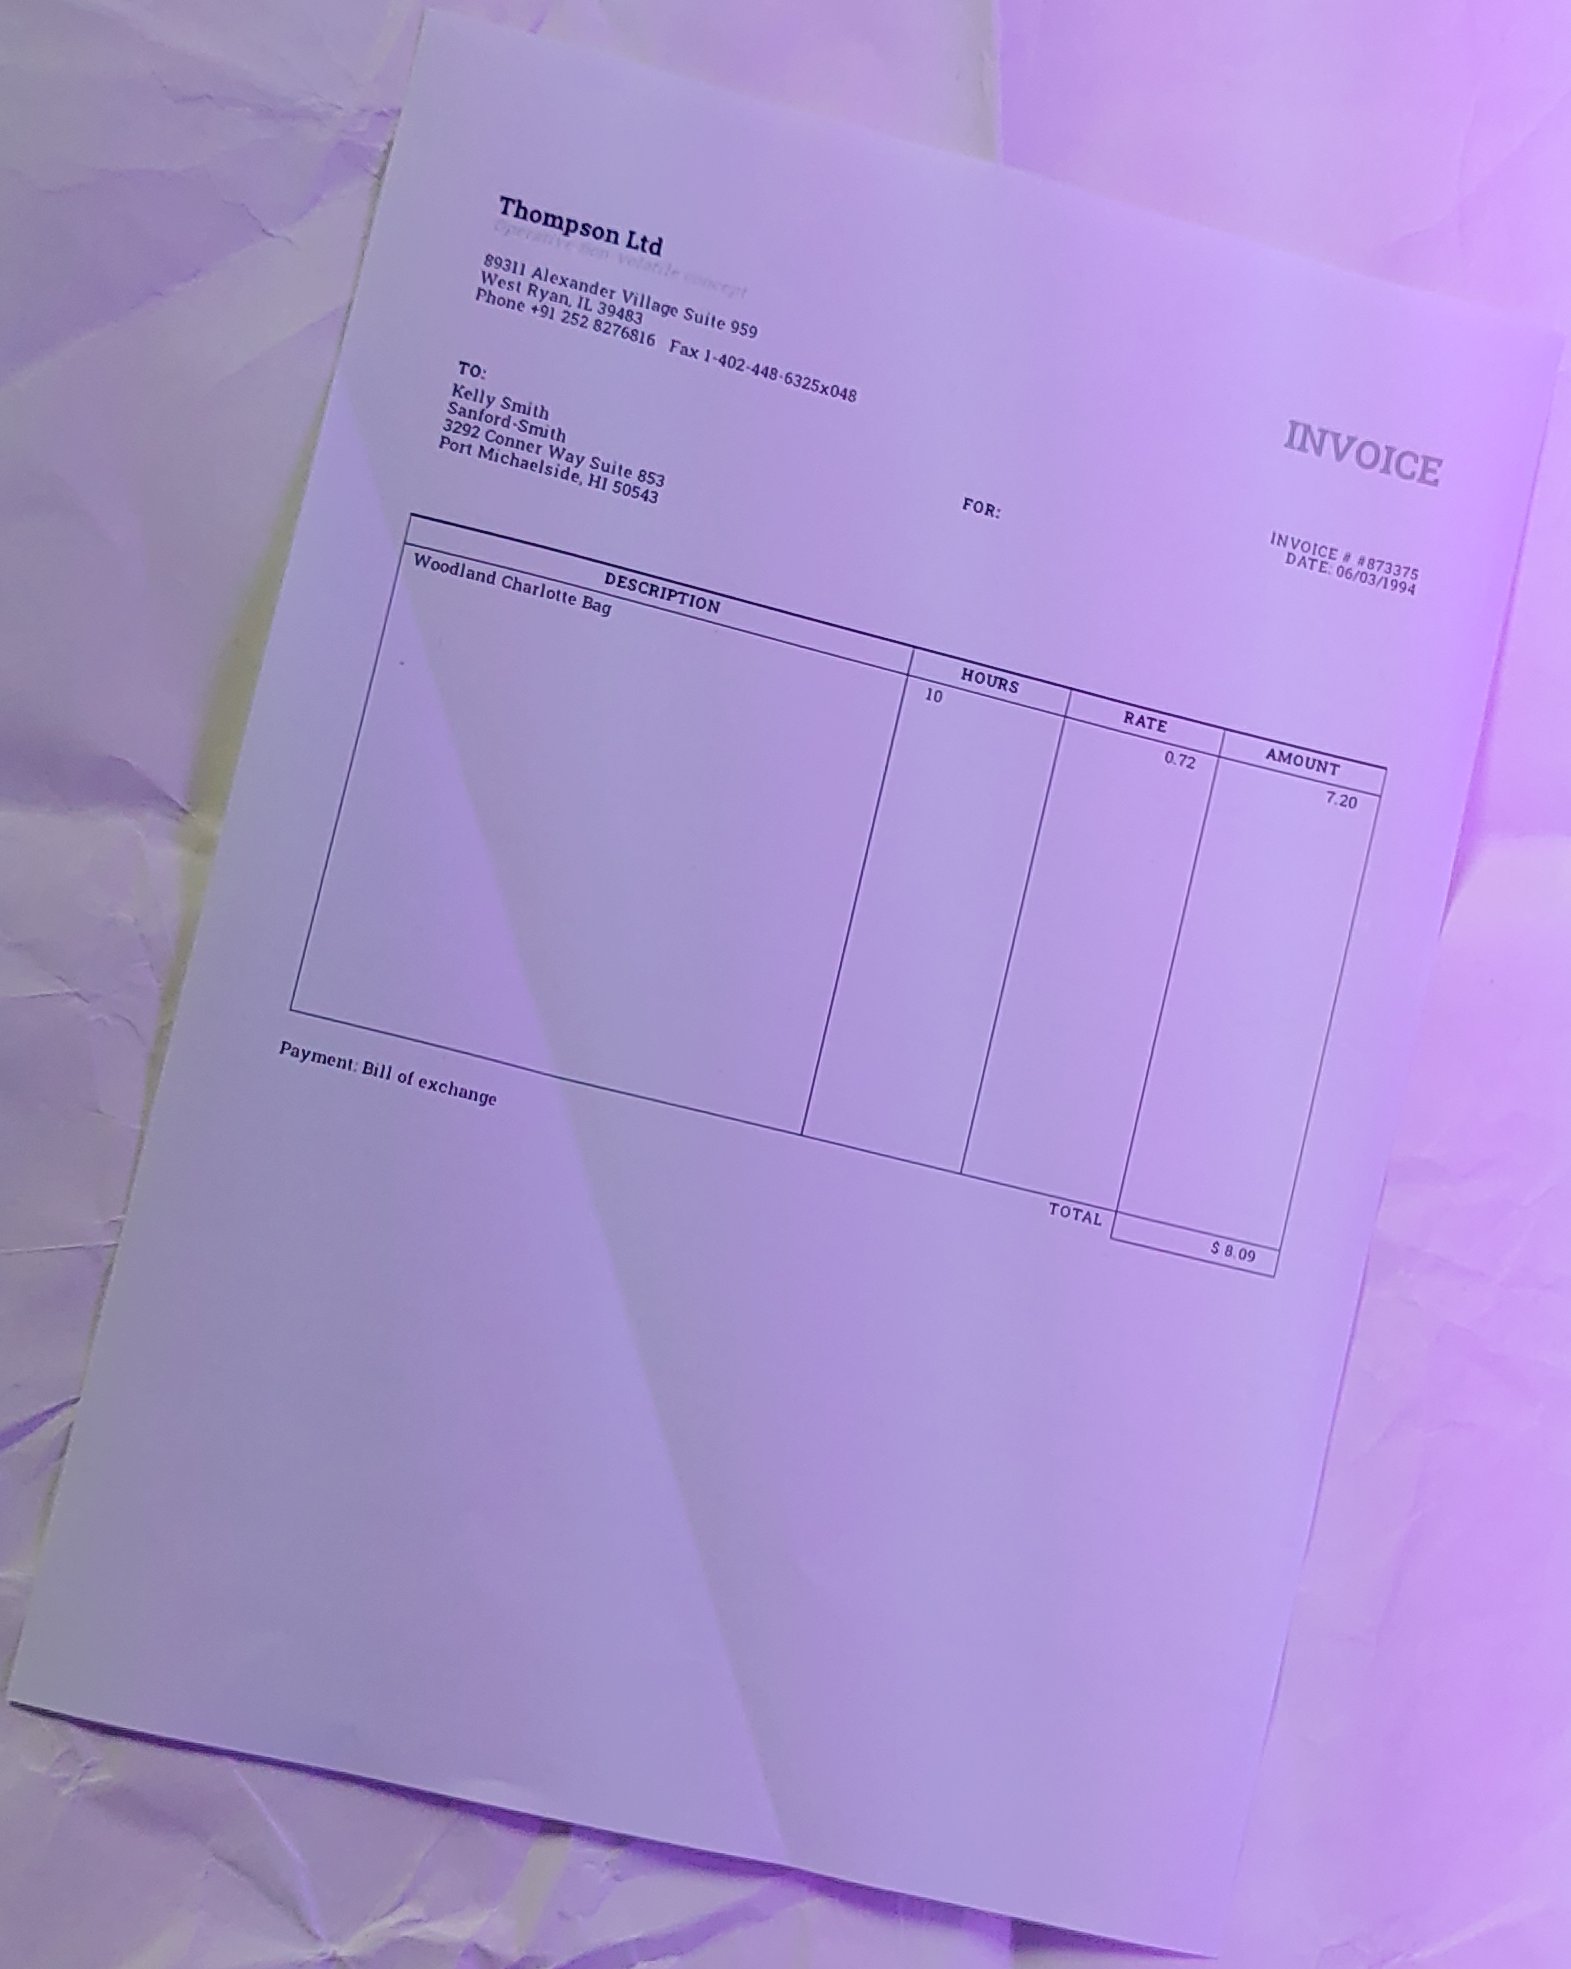 Thompson Ltd
Operative non-volatile concept
89311 Alexander Village Suite 959
West Ryan, IL 39483
Phone +91 252 8276816 Fax 1-402-448-6325x048
INVOICE
TO:
Kelly Smith
Sanford-Smith
3292 Conner Way Suite 853
Port Michaelside, HI 50543
FOR:
INVOICE # #873375
DATE: 06/03/1994
DESCRIPTION HOURS RATE AMOUNT
Woodland Charlotte Bag 10 0.72 7.20
TOTAL $ 8.09
Payment: Bill of exchange